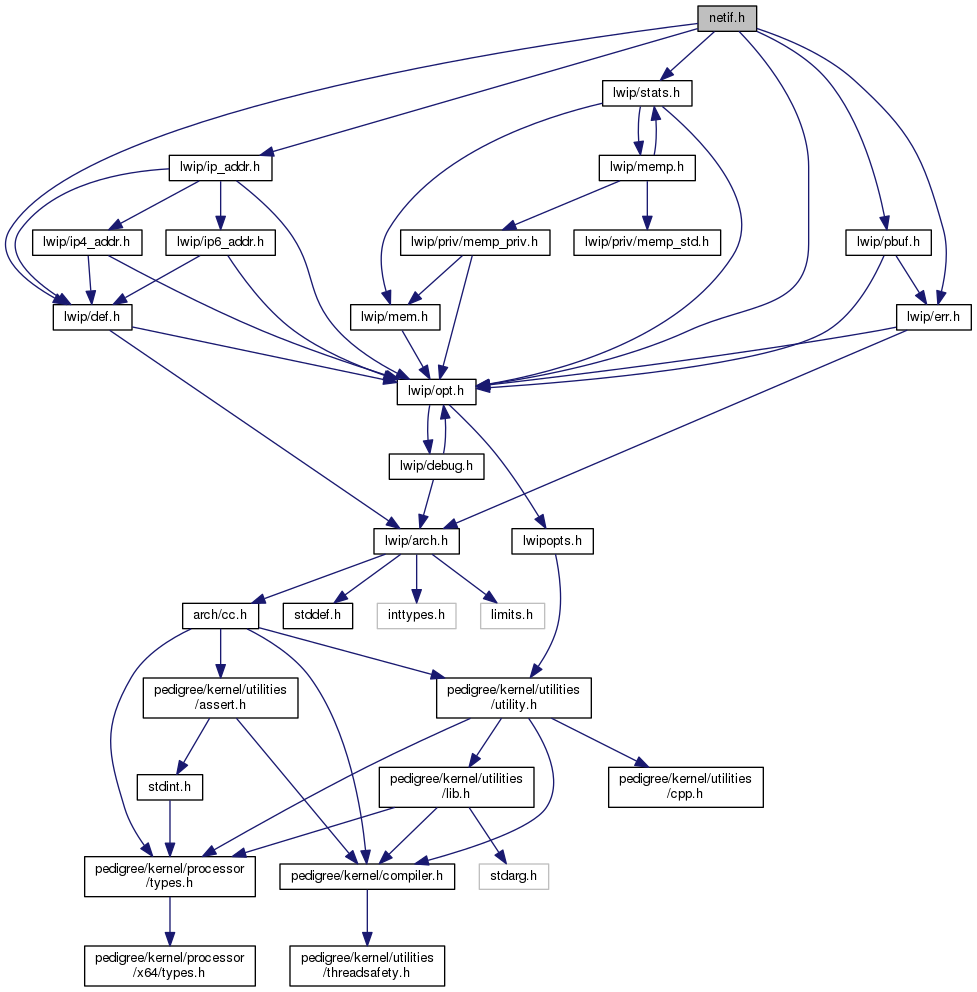 netif.h
lwip/stats.h
lwip/ip_addr.h
lwip/memp.h
lwip/ip4_addr.h
lwip/ip6_addr.h
lwip/priv/memp_priv.h
lwip/priv/memp_std.h
lwip/pbuf.h
lwip/def.h
lwip/mem.h
lwip/err.h
lwip/opt.h
lwip/debug.h
lwip/arch.h
lwipopts.h
arch/cc.h
stddef.h
inttypes.h
limits.h
pedigree/kernel/utilities
/assert.h
pedigree/kernel/utilities
/utility.h
stdint.h
pedigree/kernel/utilities
/lib.h
pedigree/kernel/utilities
/cpp.h
pedigree/kernel/processor
/types.h
pedigree/kernel/compiler.h
stdarg.h
pedigree/kernel/processor
/x64/types.h
pedigree/kernel/utilities
/threadsafety.h